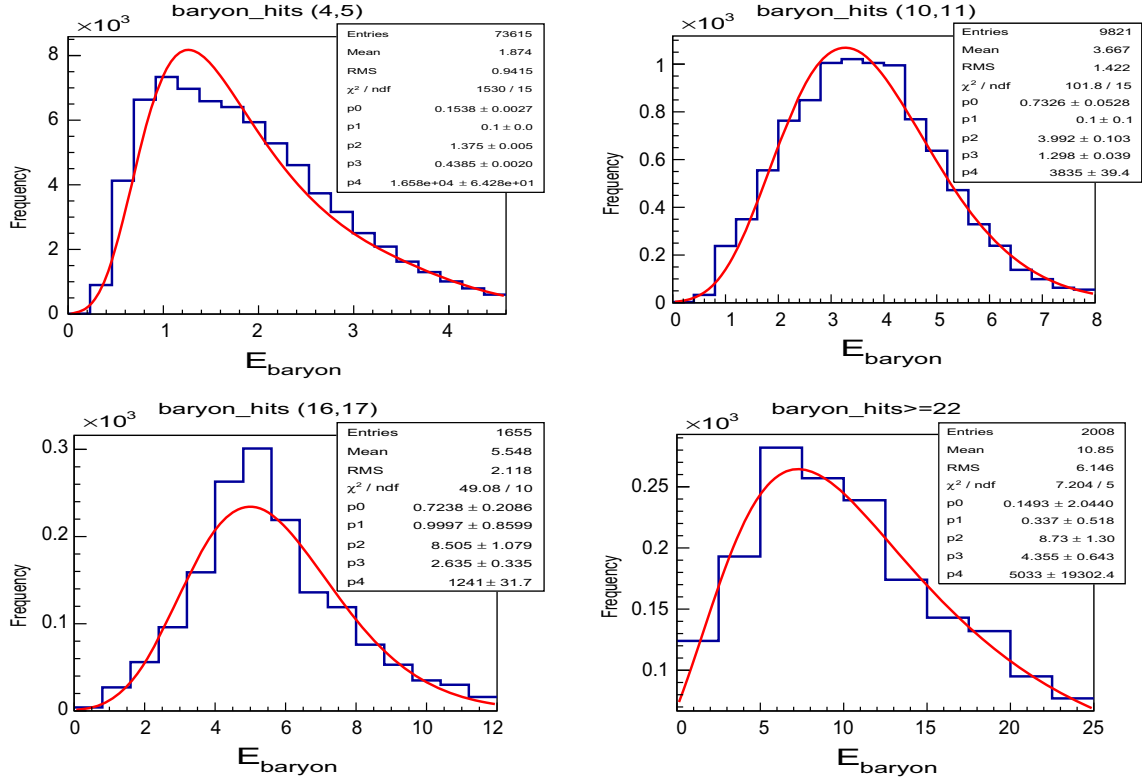 baryon_hits (4,5)
×10³
Entries 73615
Mean 1.874
RMS 0.9415
χ² / ndf 1530 / 15
p0 0.1538 ± 0.0027
p1 0.1 ± 0.0
p2 1.375 ± 0.005
p3 0.4385 ± 0.0020
p4 1.658e+04 ± 6.428e+01
Frequency
8
6
4
2
0
0 1 2 3 4
E_baryon
baryon_hits (10,11)
×10³
Entries 9821
Mean 3.667
RMS 1.422
χ² / ndf 101.8 / 15
p0 0.7326 ± 0.0528
p1 0.1 ± 0.1
p2 3.992 ± 0.103
p3 1.298 ± 0.039
p4 3835 ± 39.4
Frequency
1
0.8
0.6
0.4
0.2
0
0 1 2 3 4 5 6 7 8
E_baryon
baryon_hits (16,17)
×10³
Entries 1655
Mean 5.548
RMS 2.118
χ² / ndf 49.08 / 10
p0 0.7238 ± 0.2086
p1 0.9997 ± 0.8599
p2 8.505 ± 1.079
p3 2.635 ± 0.335
p4 1241 ± 31.7
Frequency
0.3
0.2
0.1
0
0 2 4 6 8 10 12
E_baryon
baryon_hits>=22
×10³
Entries 2008
Mean 10.85
RMS 6.146
χ² / ndf 7.204 / 5
p0 0.1493 ± 2.0440
p1 0.337 ± 0.518
p2 8.73 ± 1.30
p3 4.355 ± 0.643
p4 5033 ± 19302.4
Frequency
0.25
0.2
0.15
0.1
0 5 10 15 20 25
E_baryon